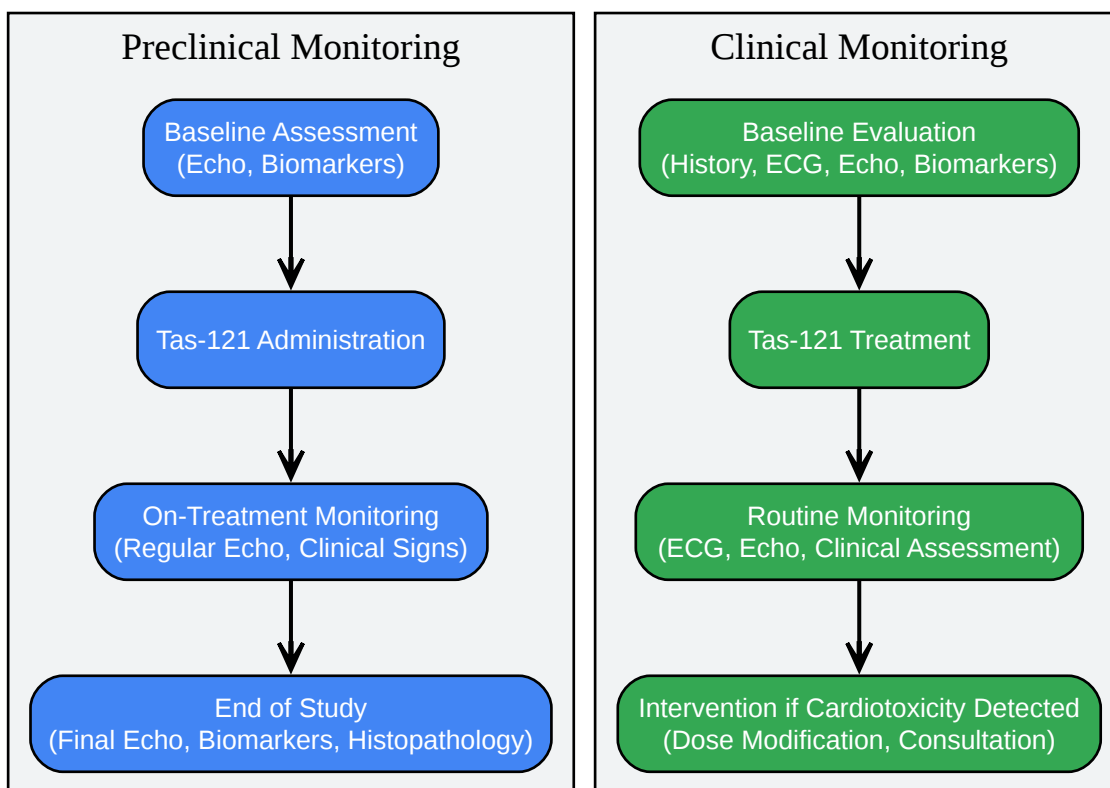 Preclinical Monitoring
Baseline Assessment
(Echo, Biomarkers)
Tas-121 Administration
On-Treatment Monitoring
(Regular Echo, Clinical Signs)
End of Study
(Final Echo, Biomarkers, Histopathology)
Clinical Monitoring
Baseline Evaluation
(History, ECG, Echo, Biomarkers)
Tas-121 Treatment
Routine Monitoring
(ECG, Echo, Clinical Assessment)
Intervention if Cardiotoxicity Detected
(Dose Modification, Consultation)